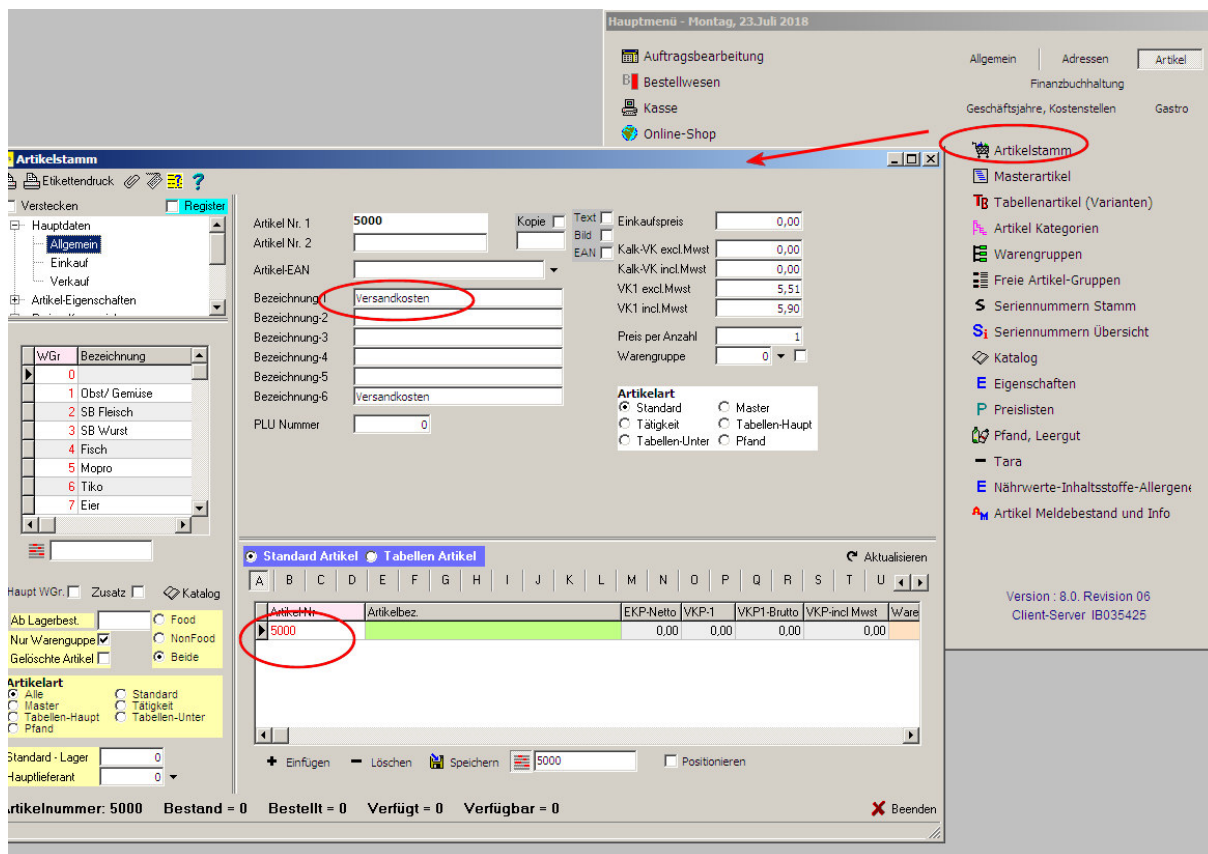 Hauptmenü - Montag, 23.Juli 2018
Auftragsbearbeitung
Bestellwesen
Kasse
Online-Shop
Allgemein Adressen Artikel
Finanzbuchhaltung
Geschäftsjahre, Kostenstellen Gastro
Artikelstamm
Masterartikel
Tabellenartikel (Varianten)
Artikel Kategorien
Warengruppen
Freie Artikel-Gruppen
Seriennummern Stamm
Seriennummern Übersicht
Katalog
Eigenschaften
Preislisten
Pfand, Leergut
Tara
Nährwerte-Inhaltsstoffe-Allergene
Artikel Meldebestand und Info
Version : 8.0. Revision 06
Client-Server IB035425
Artikelstamm
Etikettendruck
Verstecken Register
Hauptdaten
Allgemein
Einkauf
Verkauf
Artikel-Eigenschaften
WGr Bezeichnung
0
1 Obst/ Gemüse
2 SB Fleisch
3 SB Wurst
4 Fisch
5 Mopro
6 Tiko
7 Eier
Haupt WGr. Zusatz Katalog
Ab Lagerbest. Food
Nur Warenguppe NonFood
Gelöschte Artikel Beide
Artikelart
Alle Standard
Master Tätigkeit
Tabellen-Haupt Tabellen-Unter
Pfand
Standard - Lager 0
Hauptlieferant 0
Artikel Nr. 1 5000 Kopie Text
Artikel Nr. 2 Bild
EAN
Artikel-EAN
Bezeichnung-1 Versandkosten
Bezeichnung-2
Bezeichnung-3
Bezeichnung-4
Bezeichnung-5
Bezeichnung-6 Versandkosten
PLU Nummer 0
Einkaufspreis 0,00
Kalk-VK excl.Mwst 0,00
Kalk-VK incl.Mwst 0,00
VK1 excl.Mwst 5,51
VK1 incl.Mwst 5,90
Preis per Anzahl 1
Warengruppe 0
Artikelart
Standard Master
Tätigkeit Tabellen-Haupt
Tabellen-Unter Pfand
Standard Artikel Tabellen Artikel Aktualisieren
A B C D E F G H I J K L M N O P Q R S T U
Artikel-Nr Artikelbez. EKP-Netto VKP-1 VKP1-Brutto VKP-incl Mwst Ware
5000 0,00 0,00 0,00 0,00
Einfügen Löschen Speichern 5000 Positionieren
Artikelnummer: 5000 Bestand = 0 Bestellt = 0 Verfügt = 0 Verfügbar = 0 Beenden